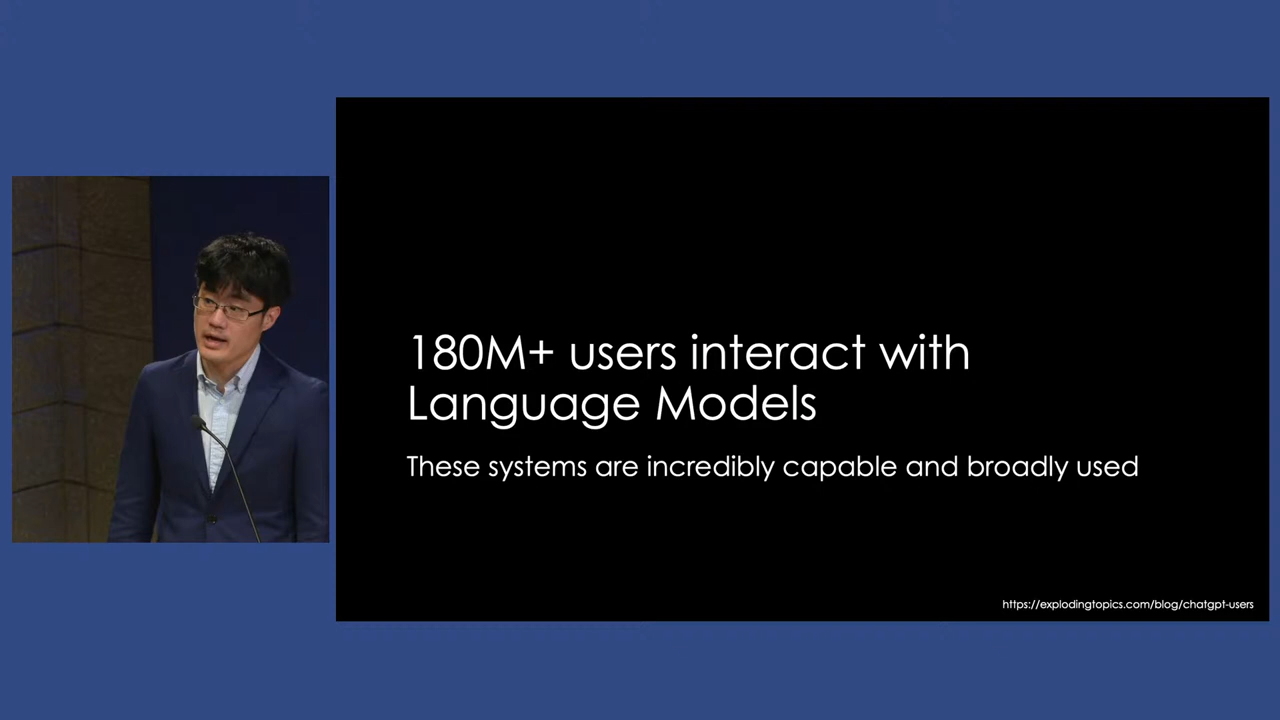 180M+ users interact with
Language Models
These systems are incredibly capable and broadly used
https://explodingtopics.com/blog/chatgpt-users